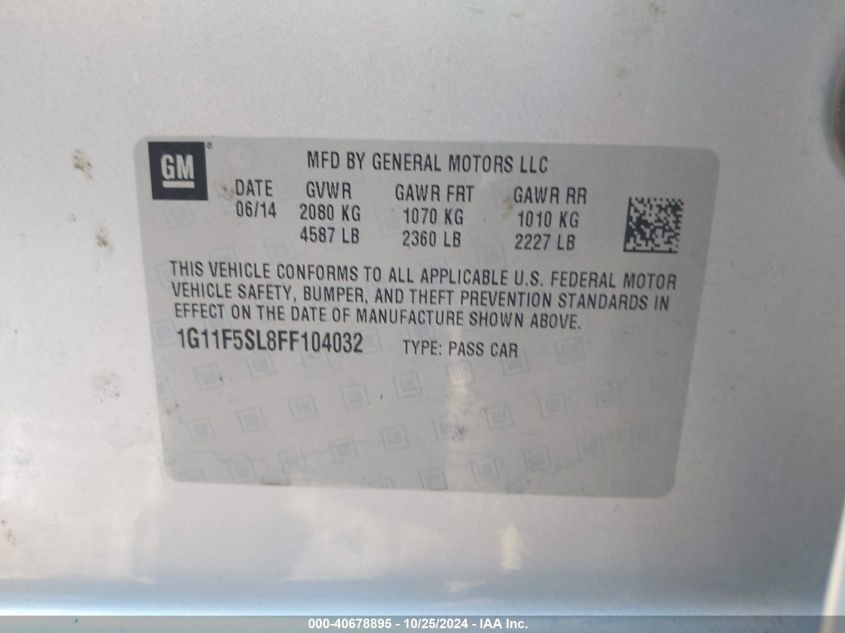 GM®
MFD BY GENERAL MOTORS LLC
DATE GVWR GAWR FRT GAWR RR
06/14 2080 KG 1070 KG 1010 KG
4587 LB 2360 LB 2227 LB
THIS VEHICLE CONFORMS TO ALL APPLICABLE U.S. FEDERAL MOTOR
VEHICLE SAFETY, BUMPER, AND THEFT PREVENTION STANDARDS IN
EFFECT ON THE DATE OF MANUFACTURE SHOWN ABOVE.
1G11F5SL8FF104032 TYPE: PASS CAR
000-40678895 - 10/25/2024 - IAA Inc.